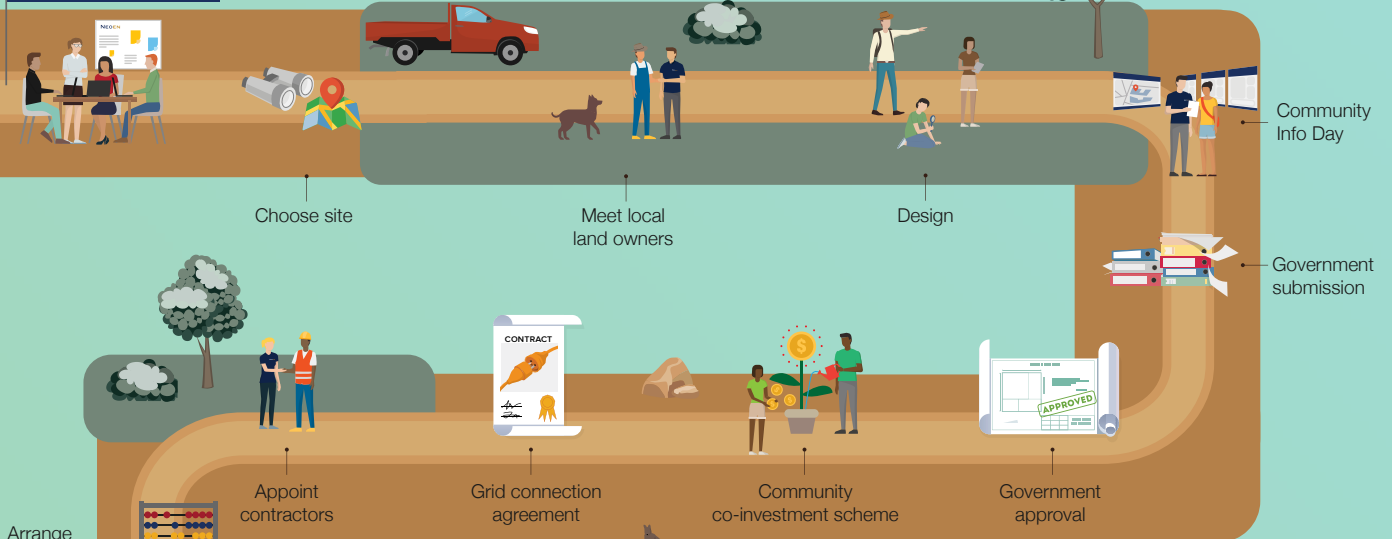 NEOEN
Choose site
Meet local
land owners
Design
Community
Info Day
Government
submission
CONTRACT
$
APPROVED
Appoint
contractors
Grid connection
agreement
Community
co-investment scheme
Government
approval
Arrange